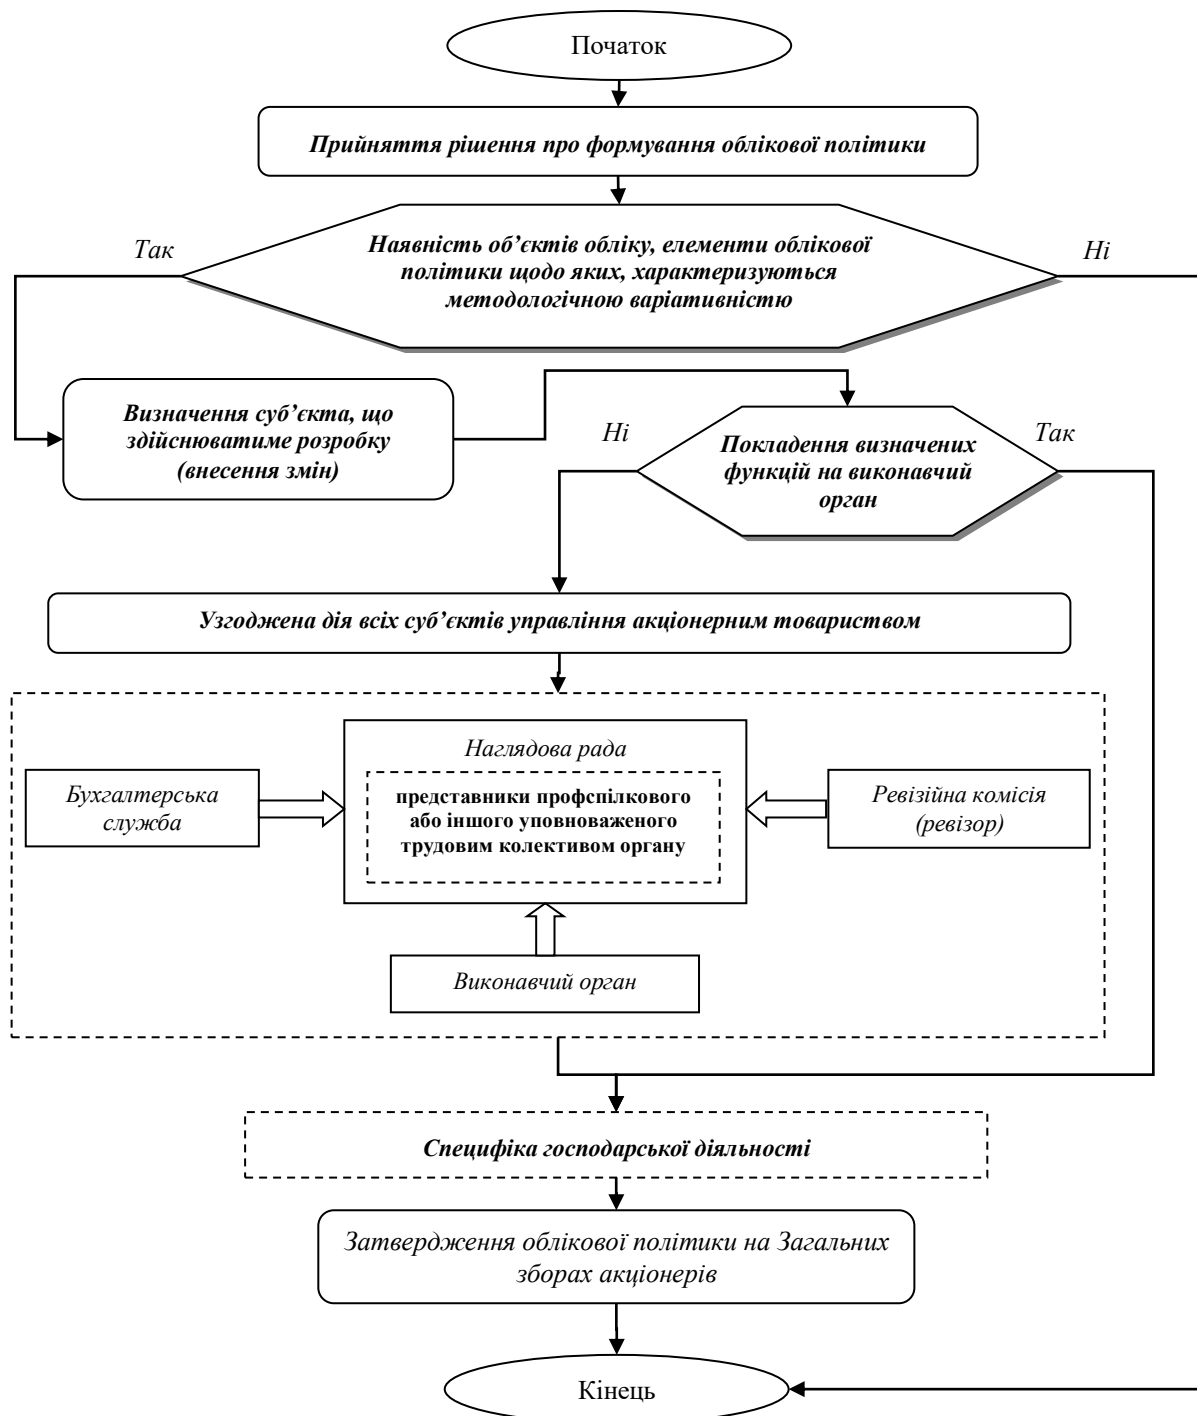 Початок
Прийняття рішення про формування облікової політики
Так
Наявність об’єктів обліку, елементи облікової
політики щодо яких, характеризуються
методологічною варіативністю
Ні
Визначення суб’єкта, що
здійснюватиме розробку
(внесення змін)
Ні
Покладення визначених
функцій на виконавчий
орган
Так
Узгоджена дія всіх суб’єктів управління акціонерним товариством
Наглядова рада
Бухгалтерська
служба
представники профспілкового
або іншого уповноваженого
трудовим колективом органу
Ревізійна комісія
(ревізор)
Виконавчий орган
Специфіка господарської діяльності
Затвердження облікової політики на Загальних
зборах акціонерів
Кінець